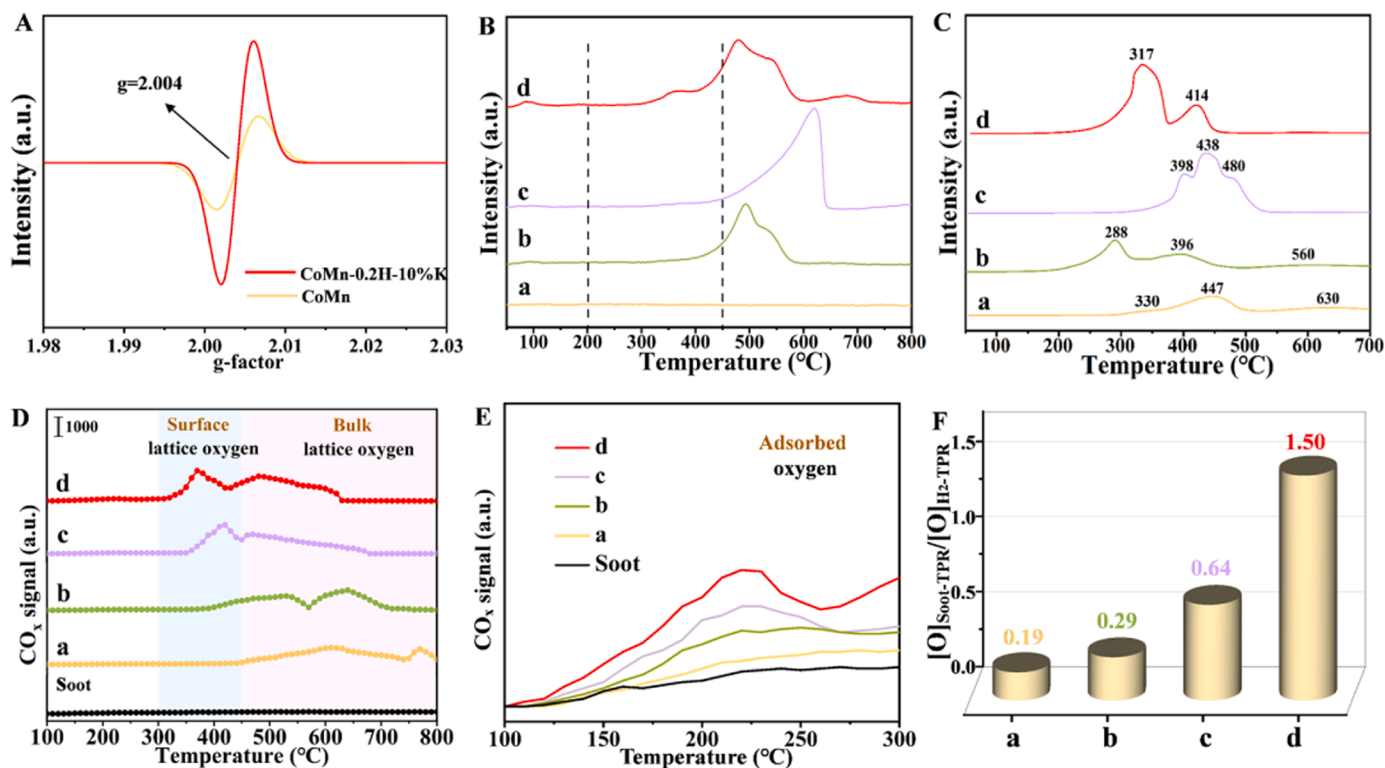 A
Intensity (a.u.)
g=2.004
CoMn-0.2H-10%K
CoMn
1.98 1.99 2.00 2.01 2.02 2.03
g-factor
B
Intensity (a.u.)
d
c
b
a
100 200 300 400 500 600 700 800
Temperature (℃)
C
Intensity (a.u.)
317
414
d
438
398
480
c
288
396
560
b
330
447
630
a
100 200 300 400 500 600 700
Temperature (℃)
D
COx signal (a.u.)
1000
Surface
lattice oxygen
Bulk
lattice oxygen
d
c
b
a
Soot
100 200 300 400 500 600 700 800
Temperature (℃)
E
COx signal (a.u.)
d
c
b
a
Soot
Adsorbed
oxygen
100 150 200 250 300
Temperature (℃)
F
[O]Soot-TPR/[O]H2-TPR
1.5
1.0
0.5
0.0
0.19
0.29
0.64
1.50
a b c d